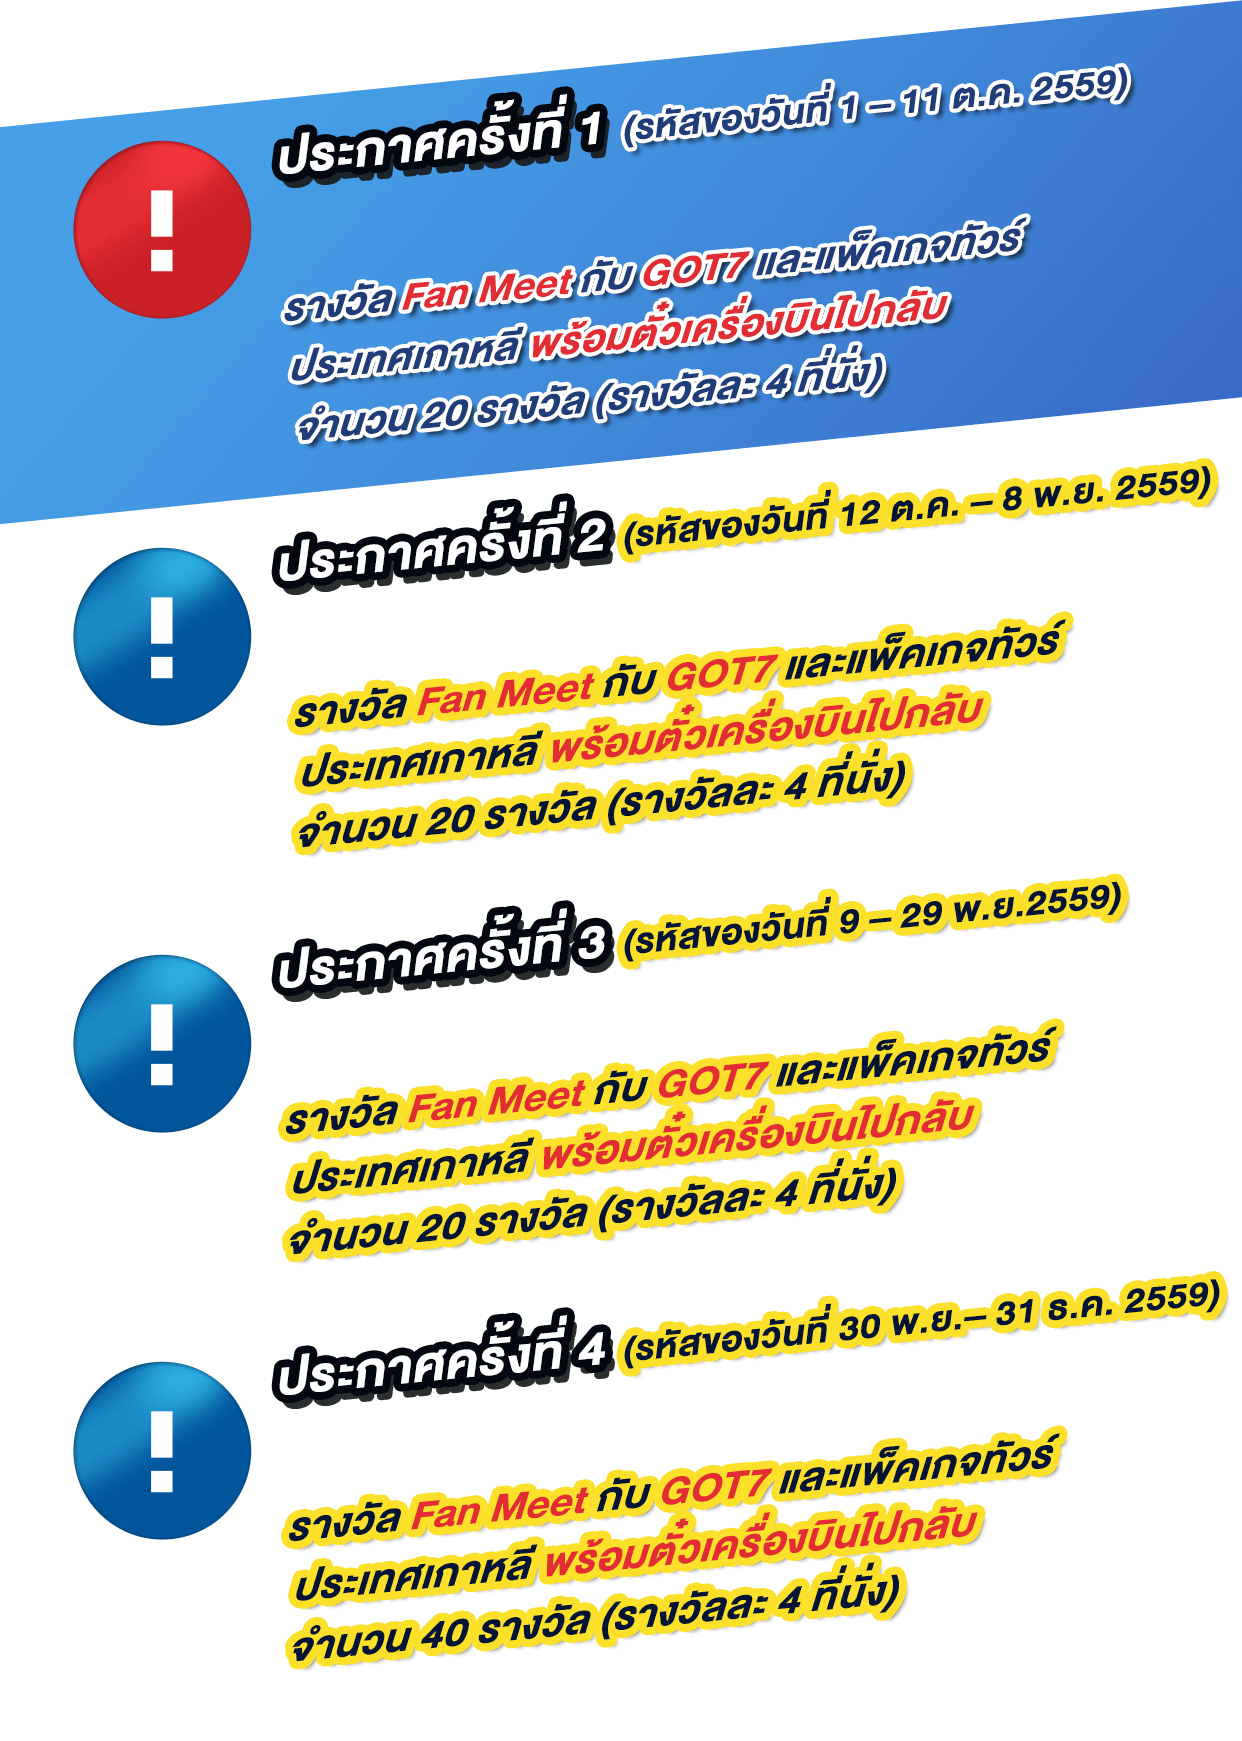 ประกาศครั้งที่ 1 (รหัสของวันที่ 1 – 11 ต.ค. 2559)
รางวัล Fan Meet กับ GOT7 และแพ็คเกจทัวร์
ประเทศเกาหลี พร้อมตั๋วเครื่องบินไปกลับ
จำนวน 20 รางวัล (รางวัลละ 4 ที่นั่ง)
ประกาศครั้งที่ 2 (รหัสของวันที่ 12 ต.ค. – 8 พ.ย. 2559)
รางวัล Fan Meet กับ GOT7 และแพ็คเกจทัวร์
ประเทศเกาหลี พร้อมตั๋วเครื่องบินไปกลับ
จำนวน 20 รางวัล (รางวัลละ 4 ที่นั่ง)
ประกาศครั้งที่ 3 (รหัสของวันที่ 9 – 29 พ.ย.2559)
รางวัล Fan Meet กับ GOT7 และแพ็คเกจทัวร์
ประเทศเกาหลี พร้อมตั๋วเครื่องบินไปกลับ
จำนวน 20 รางวัล (รางวัลละ 4 ที่นั่ง)
ประกาศครั้งที่ 4 (รหัสของวันที่ 30 พ.ย.– 31 ธ.ค. 2559)
รางวัล Fan Meet กับ GOT7 และแพ็คเกจทัวร์
ประเทศเกาหลี พร้อมตั๋วเครื่องบินไปกลับ
จำนวน 40 รางวัล (รางวัลละ 4 ที่นั่ง)